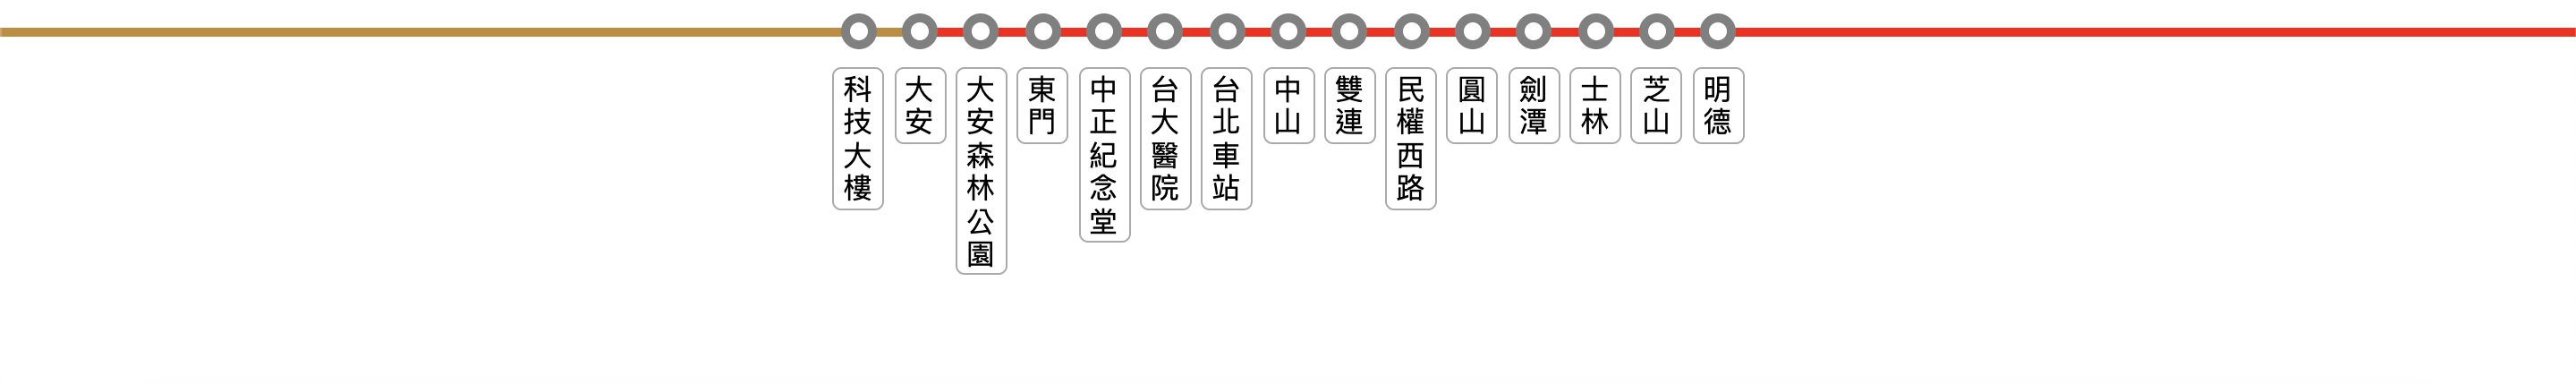 科技大樓
大安
大安森林公園
東門
中正紀念堂
台大醫院
台北車站
中山
雙連
民權西路
圓山
劍潭
士林
芝山
明德